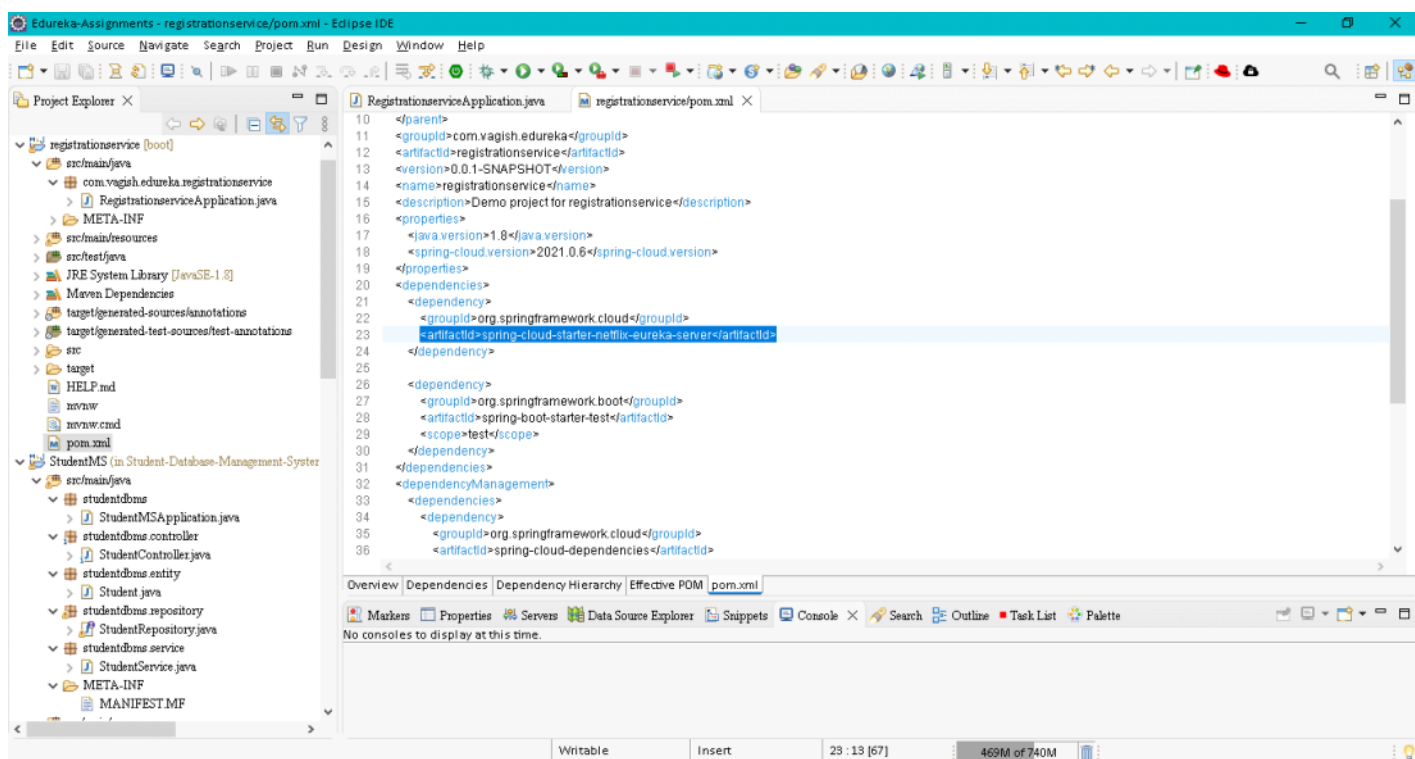 Edureka-Assignments - registrationservice/pom.xml - Eclipse IDE
File Edit Source Navigate Search Project Run Design Window Help
Project Explorer
registrationservice [boot]
src/main/java
com.vagish.edureka.registrationservice
RegistrationserviceApplication.java
META-INF
src/main/resources
src/test/java
JRE System Library [JavaSE-1.8]
Maven Dependencies
target/generated-sources/annotations
target/generated-test-sources/test-annotations
src
target
HELP.md
mvnw
mvnw.cmd
pom.xml
StudentMS (in Student-Database-Management-Syster
src/main/java
studentdbms
StudentMSApplication.java
studentdbms.controller
StudentController.java
studentdbms.entity
Student.java
studentdbms.repository
StudentRepository.java
studentdbms.service
StudentService.java
META-INF
MANIFEST.MF
RegistrationserviceApplication.java registrationservice/pom.xml
10 </parent>
11 <groupId>com.vagish.edureka</groupId>
12 <artifactId>registrationservice</artifactId>
13 <version>0.0.1-SNAPSHOT</version>
14 <name>registrationservice</name>
15 <description>Demo project for registrationservice</description>
16 <properties>
17 <java.version>1.8</java.version>
18 <spring-cloud.version>2021.0.6</spring-cloud.version>
19 </properties>
20 <dependencies>
21 <dependency>
22 <groupId>org.springframework.cloud</groupId>
23 <artifactId>spring-cloud-starter-netflix-eureka-server</artifactId>
24 </dependency>
25
26 <dependency>
27 <groupId>org.springframework.boot</groupId>
28 <artifactId>spring-boot-starter-test</artifactId>
29 <scope>test</scope>
30 </dependency>
31 </dependencies>
32 <dependencyManagement>
33 <dependencies>
34 <dependency>
35 <groupId>org.springframework.cloud</groupId>
36 <artifactId>spring-cloud-dependencies</artifactId>
Overview Dependencies Dependency Hierarchy Effective POM pom.xml
Markers Properties Servers Data Source Explorer Snippets Console Search Outline Task List Palette
No consoles to display at this time.
Writable Insert 23 : 13 [67] 469M of 740M